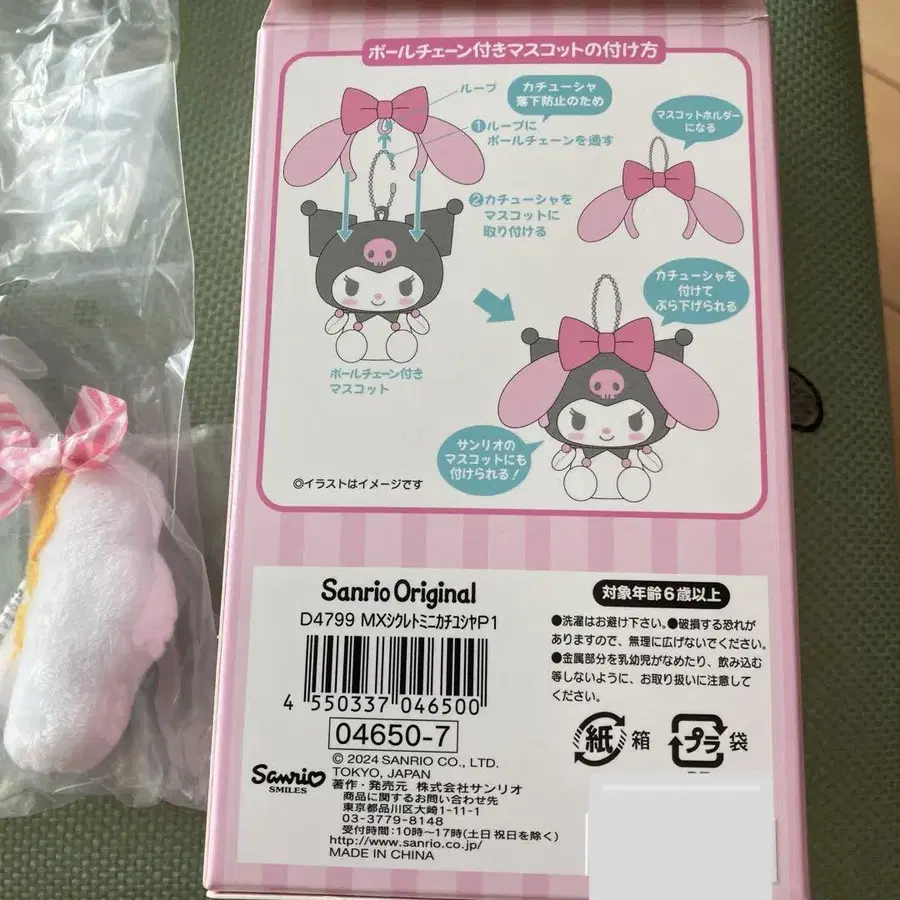 ボールチェーン付きマスコットの付け方
ループ
カチューシャ
落下防止のため
①ループに
ボールチェーンを通す
マスコットホルダー
になる
②カチューシャを
マスコットに
取り付ける
カチューシャを
付けて
ぶら下げられる
ボールチェーン付き
マスコット
サンリオの
マスコットにも
付けられる!
◎イラストはイメージです
Sanrio Original
D4799 MXシクレトミニカチユシヤP1
4 550337 046500
04650-7
© 2024 SANRIO CO., LTD.
TOKYO, JAPAN
Sanrio
SMILES
著作・発売元 株式会社サンリオ
商品に関するお問い合わせ先
東京都品川区大崎1-11-1
03-3779-8148
受付時間:10時〜17時(土日祝日を除く)
http://www.sanrio.co.jp/
MADE IN CHINA
対象年齢6歳以上
●洗濯はお避け下さい。●破損する恐れが
ありますので、無理に広げないでください。
●金属部分を乳幼児がなめたり、飲み込む
等しないように、お取り扱いに注意して
ください。
紙 箱
プラ 袋